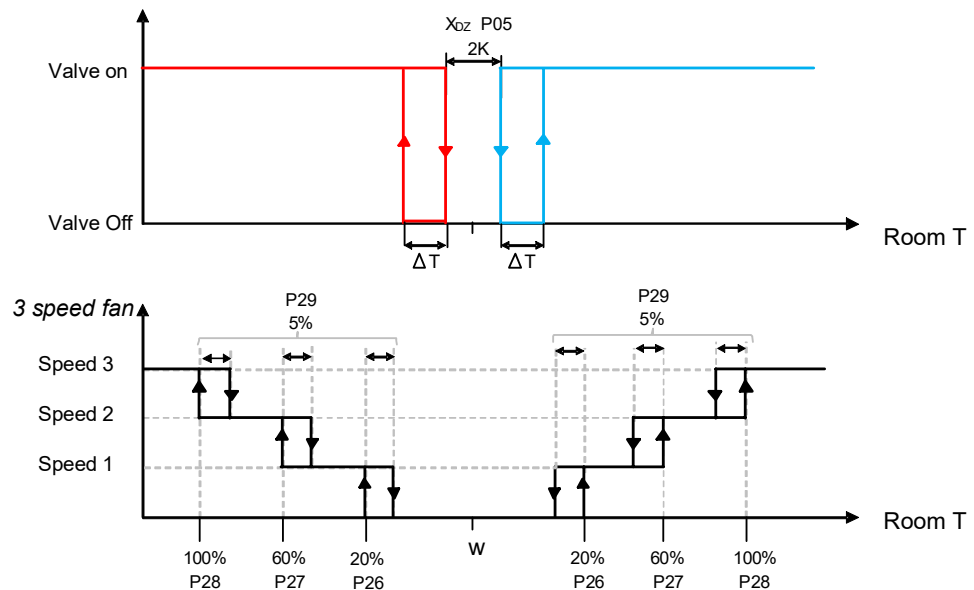 X_DZ P05
2K
Valve on
Valve Off
Room T
ΔT
ΔT
3 speed fan
P29
5%
P29
5%
Speed 3
Speed 2
Speed 1
Room T
W
100%
P28
60%
P27
20%
P26
20%
P26
60%
P27
100%
P28